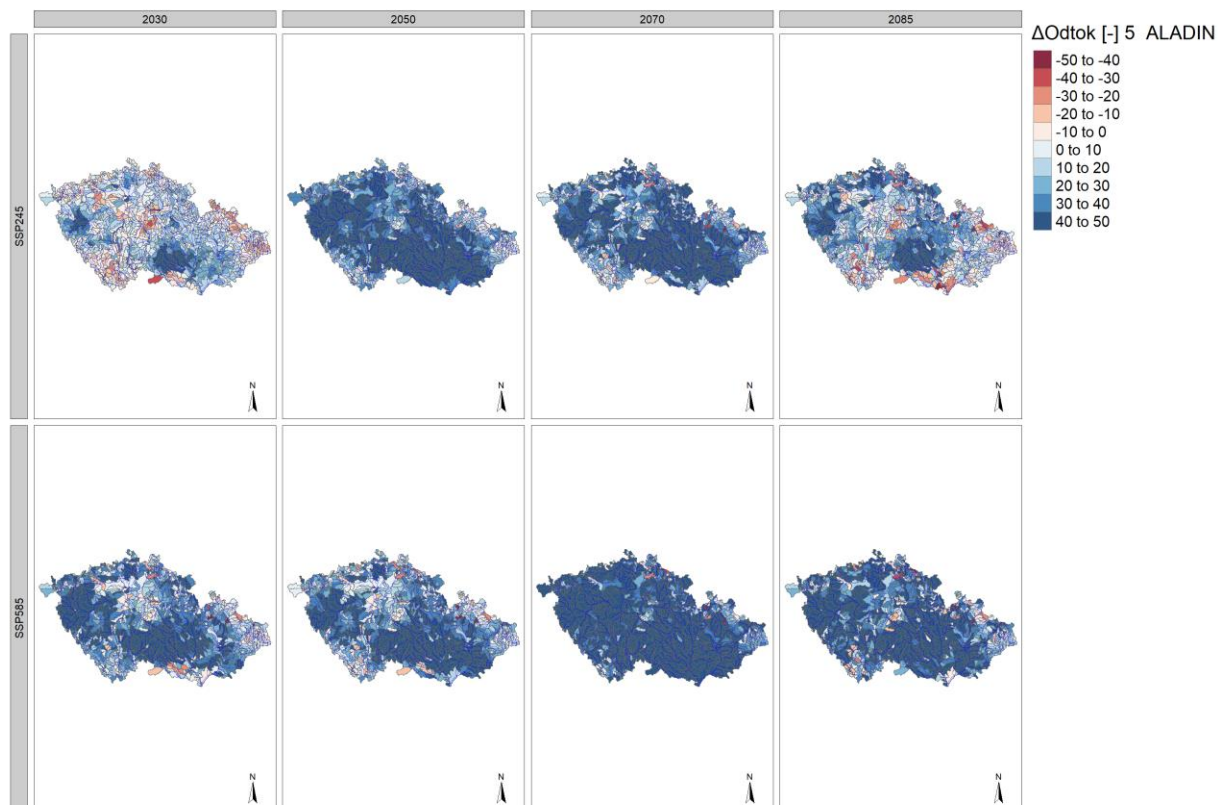 2030
2050
2070
2085
ΔOdtok [-] 5 ALADIN
-50 to -40
-40 to -30
-30 to -20
-20 to -10
-10 to 0
0 to 10
10 to 20
20 to 30
30 to 40
40 to 50
SSP245
N
N
N
N
SSP585
N
N
N
N